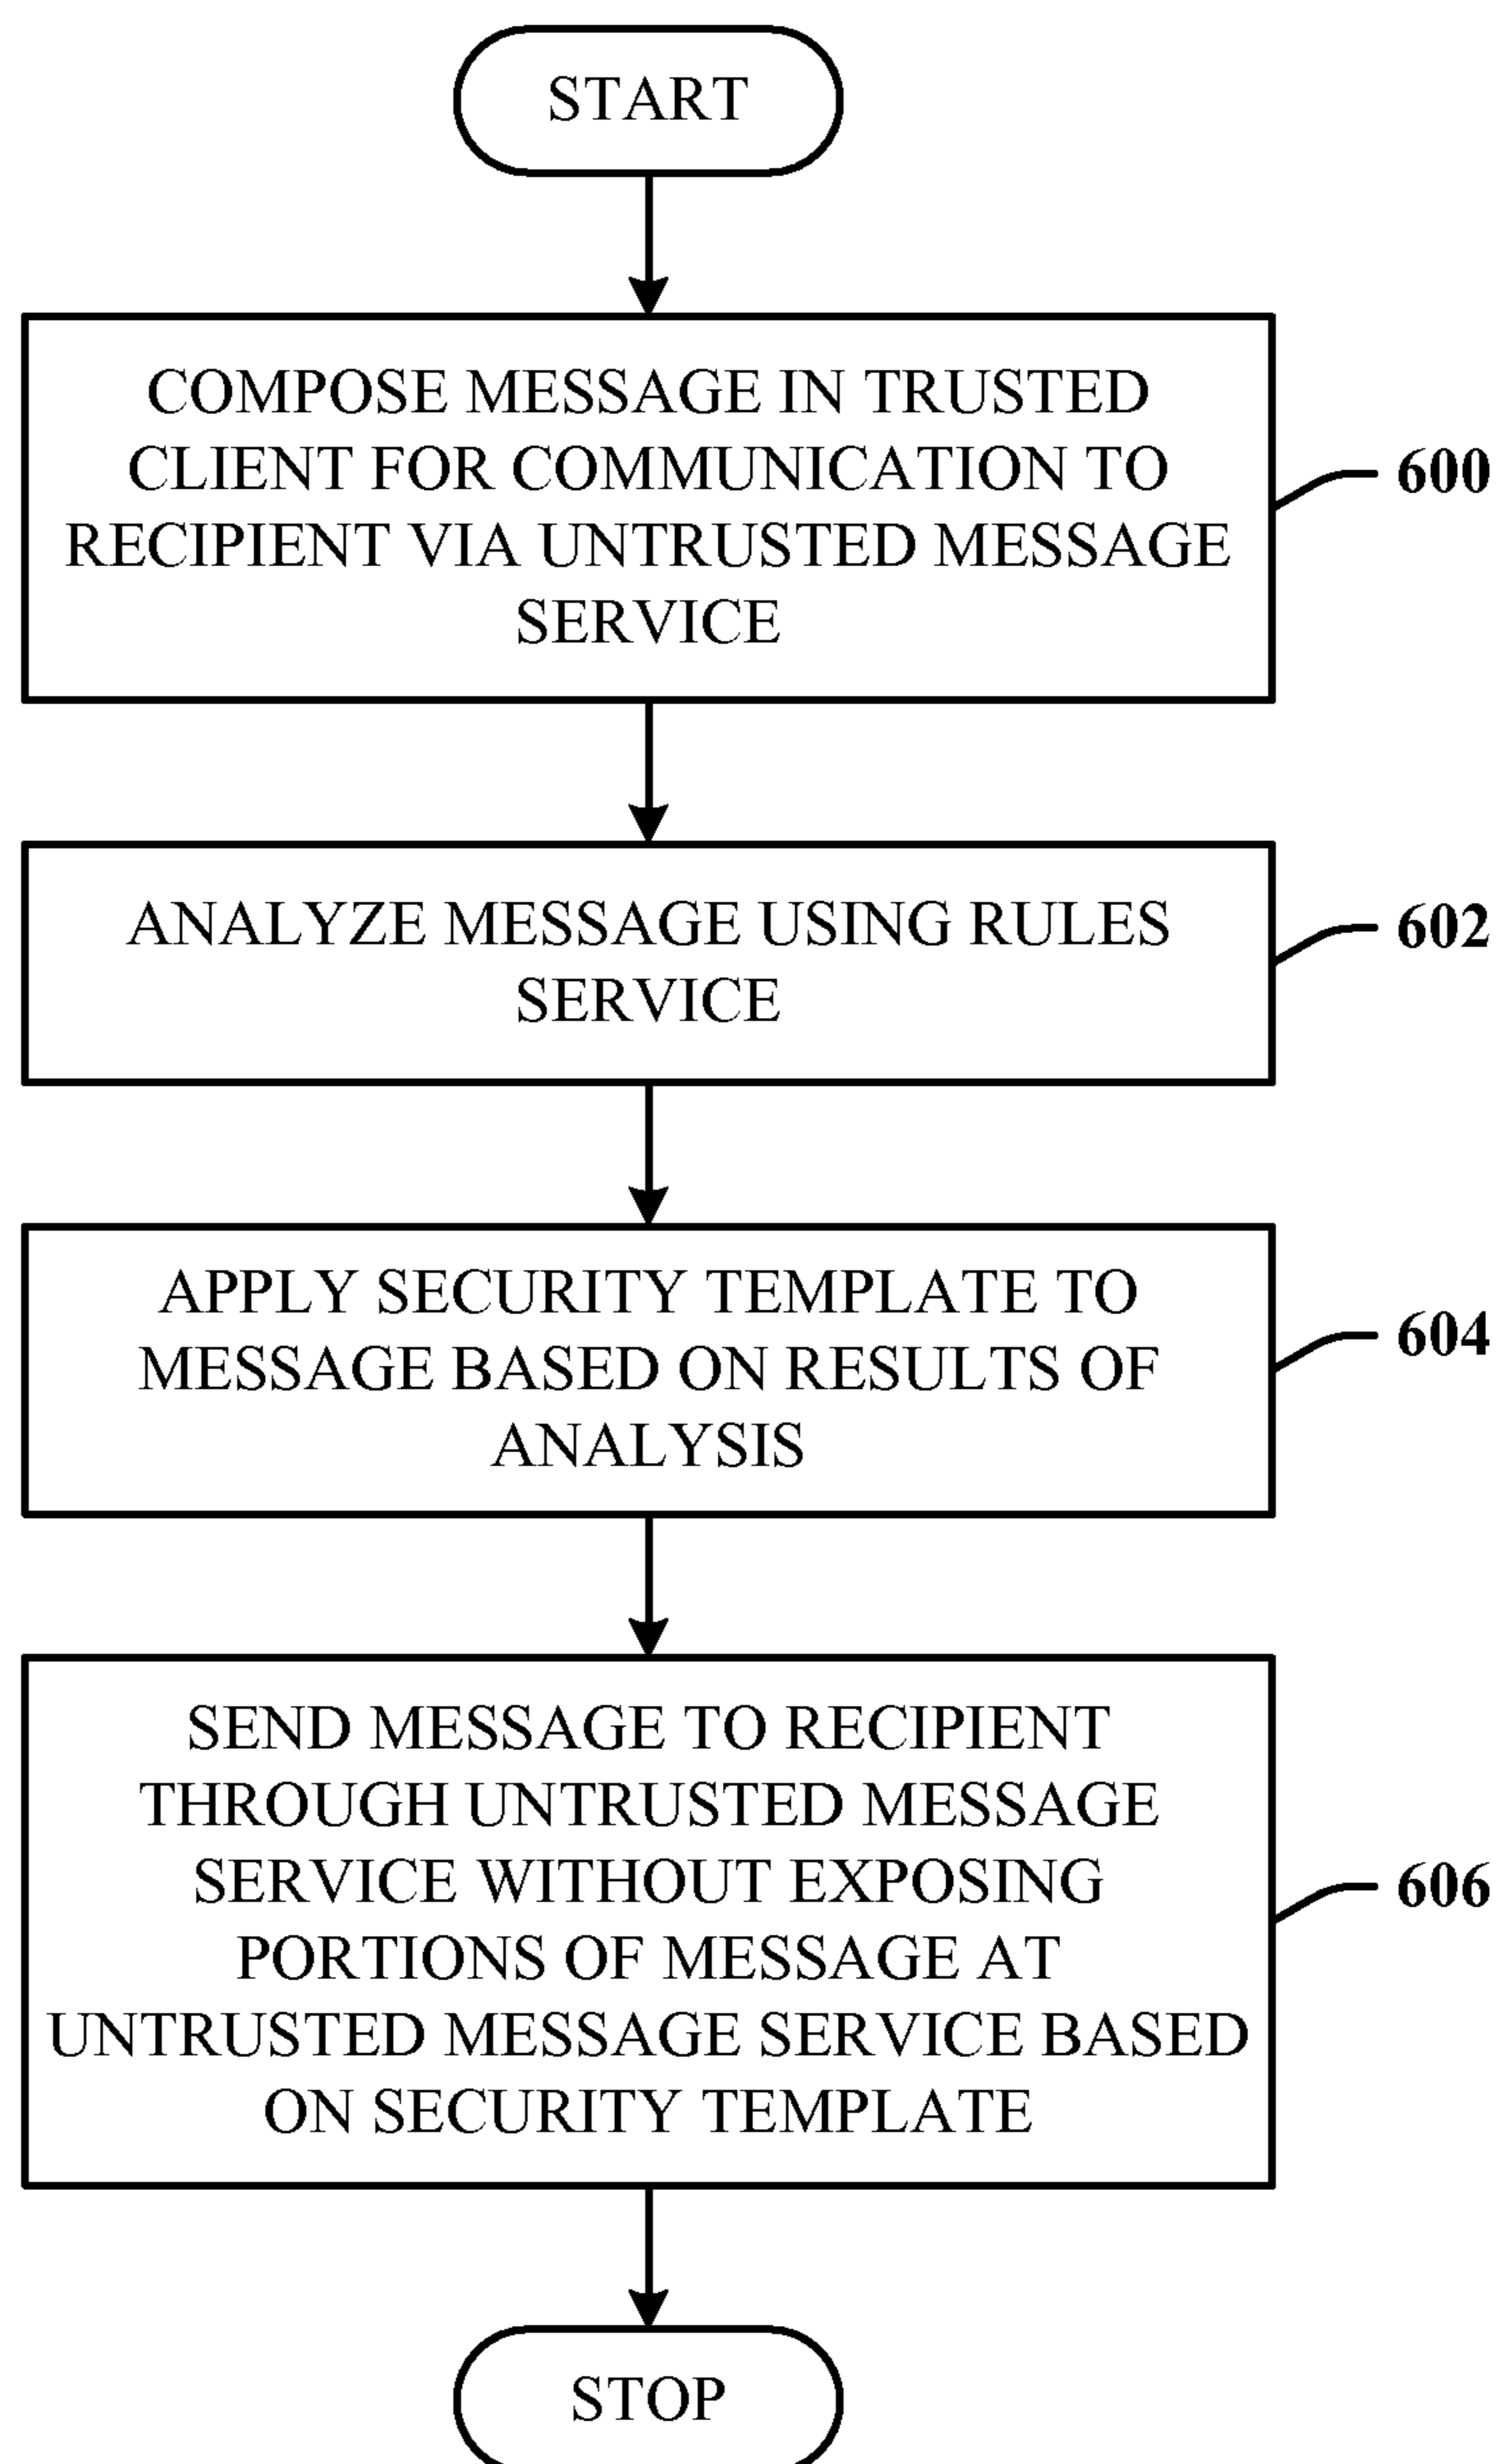 START
COMPOSE MESSAGE IN TRUSTED
CLIENT FOR COMMUNICATION TO
RECIPIENT VIA UNTRUSTED MESSAGE
SERVICE
600
ANALYZE MESSAGE USING RULES
SERVICE
602
APPLY SECURITY TEMPLATE TO
MESSAGE BASED ON RESULTS OF
ANALYSIS
604
SEND MESSAGE TO RECIPIENT
THROUGH UNTRUSTED MESSAGE
SERVICE WITHOUT EXPOSING
PORTIONS OF MESSAGE AT
UNTRUSTED MESSAGE SERVICE BASED
ON SECURITY TEMPLATE
606
STOP